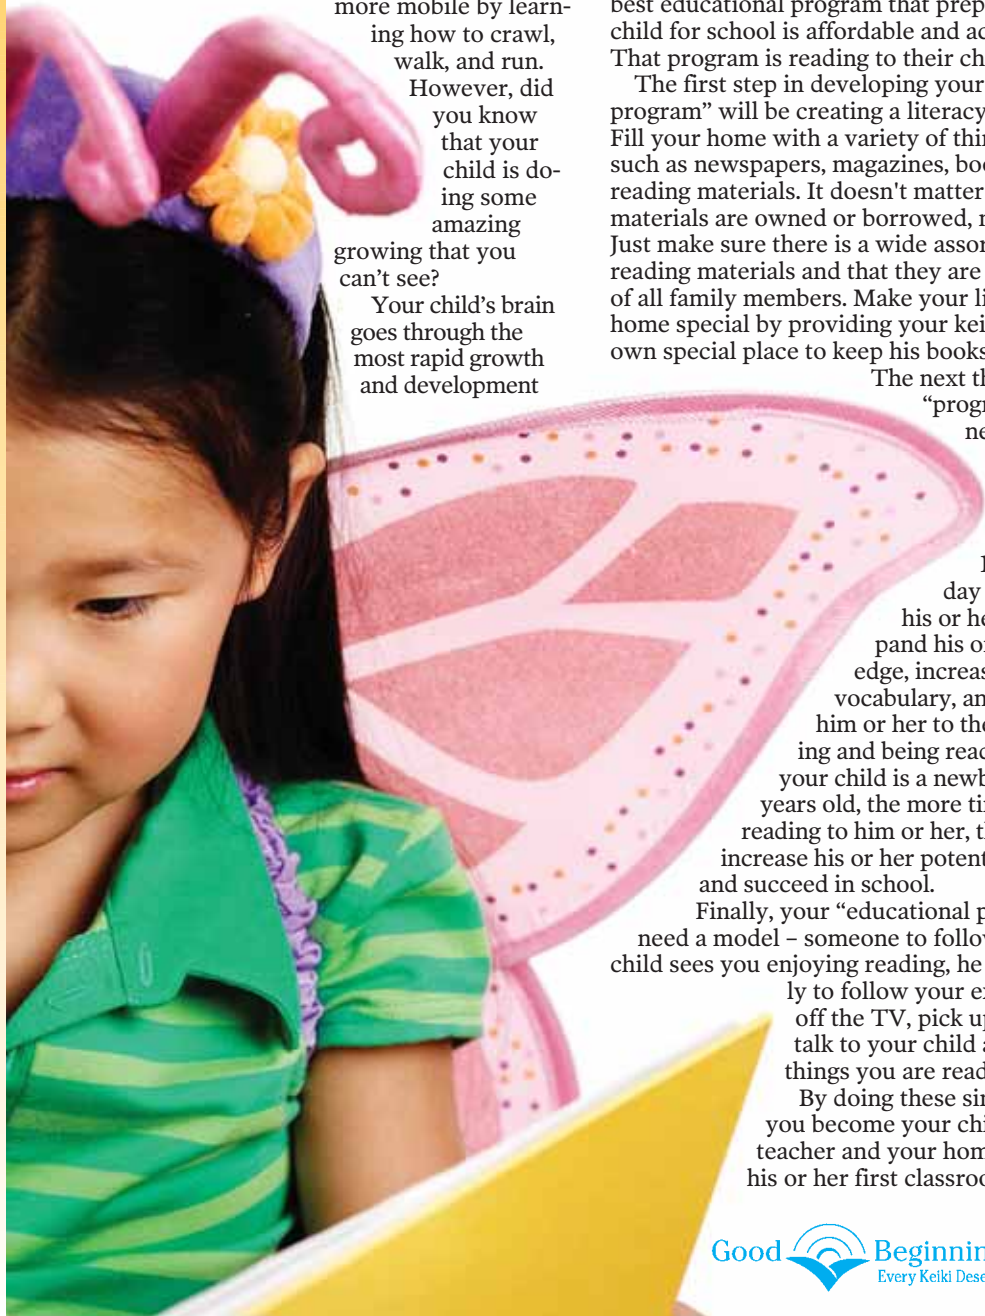 more mobile by learn-
ing how to crawl,
walk, and run.
However, did
you know
that your
child is do-
ing some
amazing
growing that you
can’t see?
Your child’s brain
goes through the
most rapid growth
and development
best educational program that prep
child for school is affordable and ac
That program is reading to their ch
The first step in developing your
program” will be creating a literacy
Fill your home with a variety of thin
such as newspapers, magazines, boo
reading materials. It doesn't matter
materials are owned or borrowed, n
Just make sure there is a wide assor
reading materials and that they are
of all family members. Make your li
home special by providing your kei
own special place to keep his books
The next th
“progr
ne
day
his or he
pand his o
edge, increas
vocabulary, an
him or her to the
ing and being read
your child is a newb
years old, the more ti
reading to him or her, t
increase his or her potent
and succeed in school.
Finally, your “educational p
need a model – someone to follow
child sees you enjoying reading, he
ly to follow your e
off the TV, pick up
talk to your child a
things you are read
By doing these si
you become your chi
teacher and your hom
his or her first classroo
Good Beginnin
Every Keiki Dese